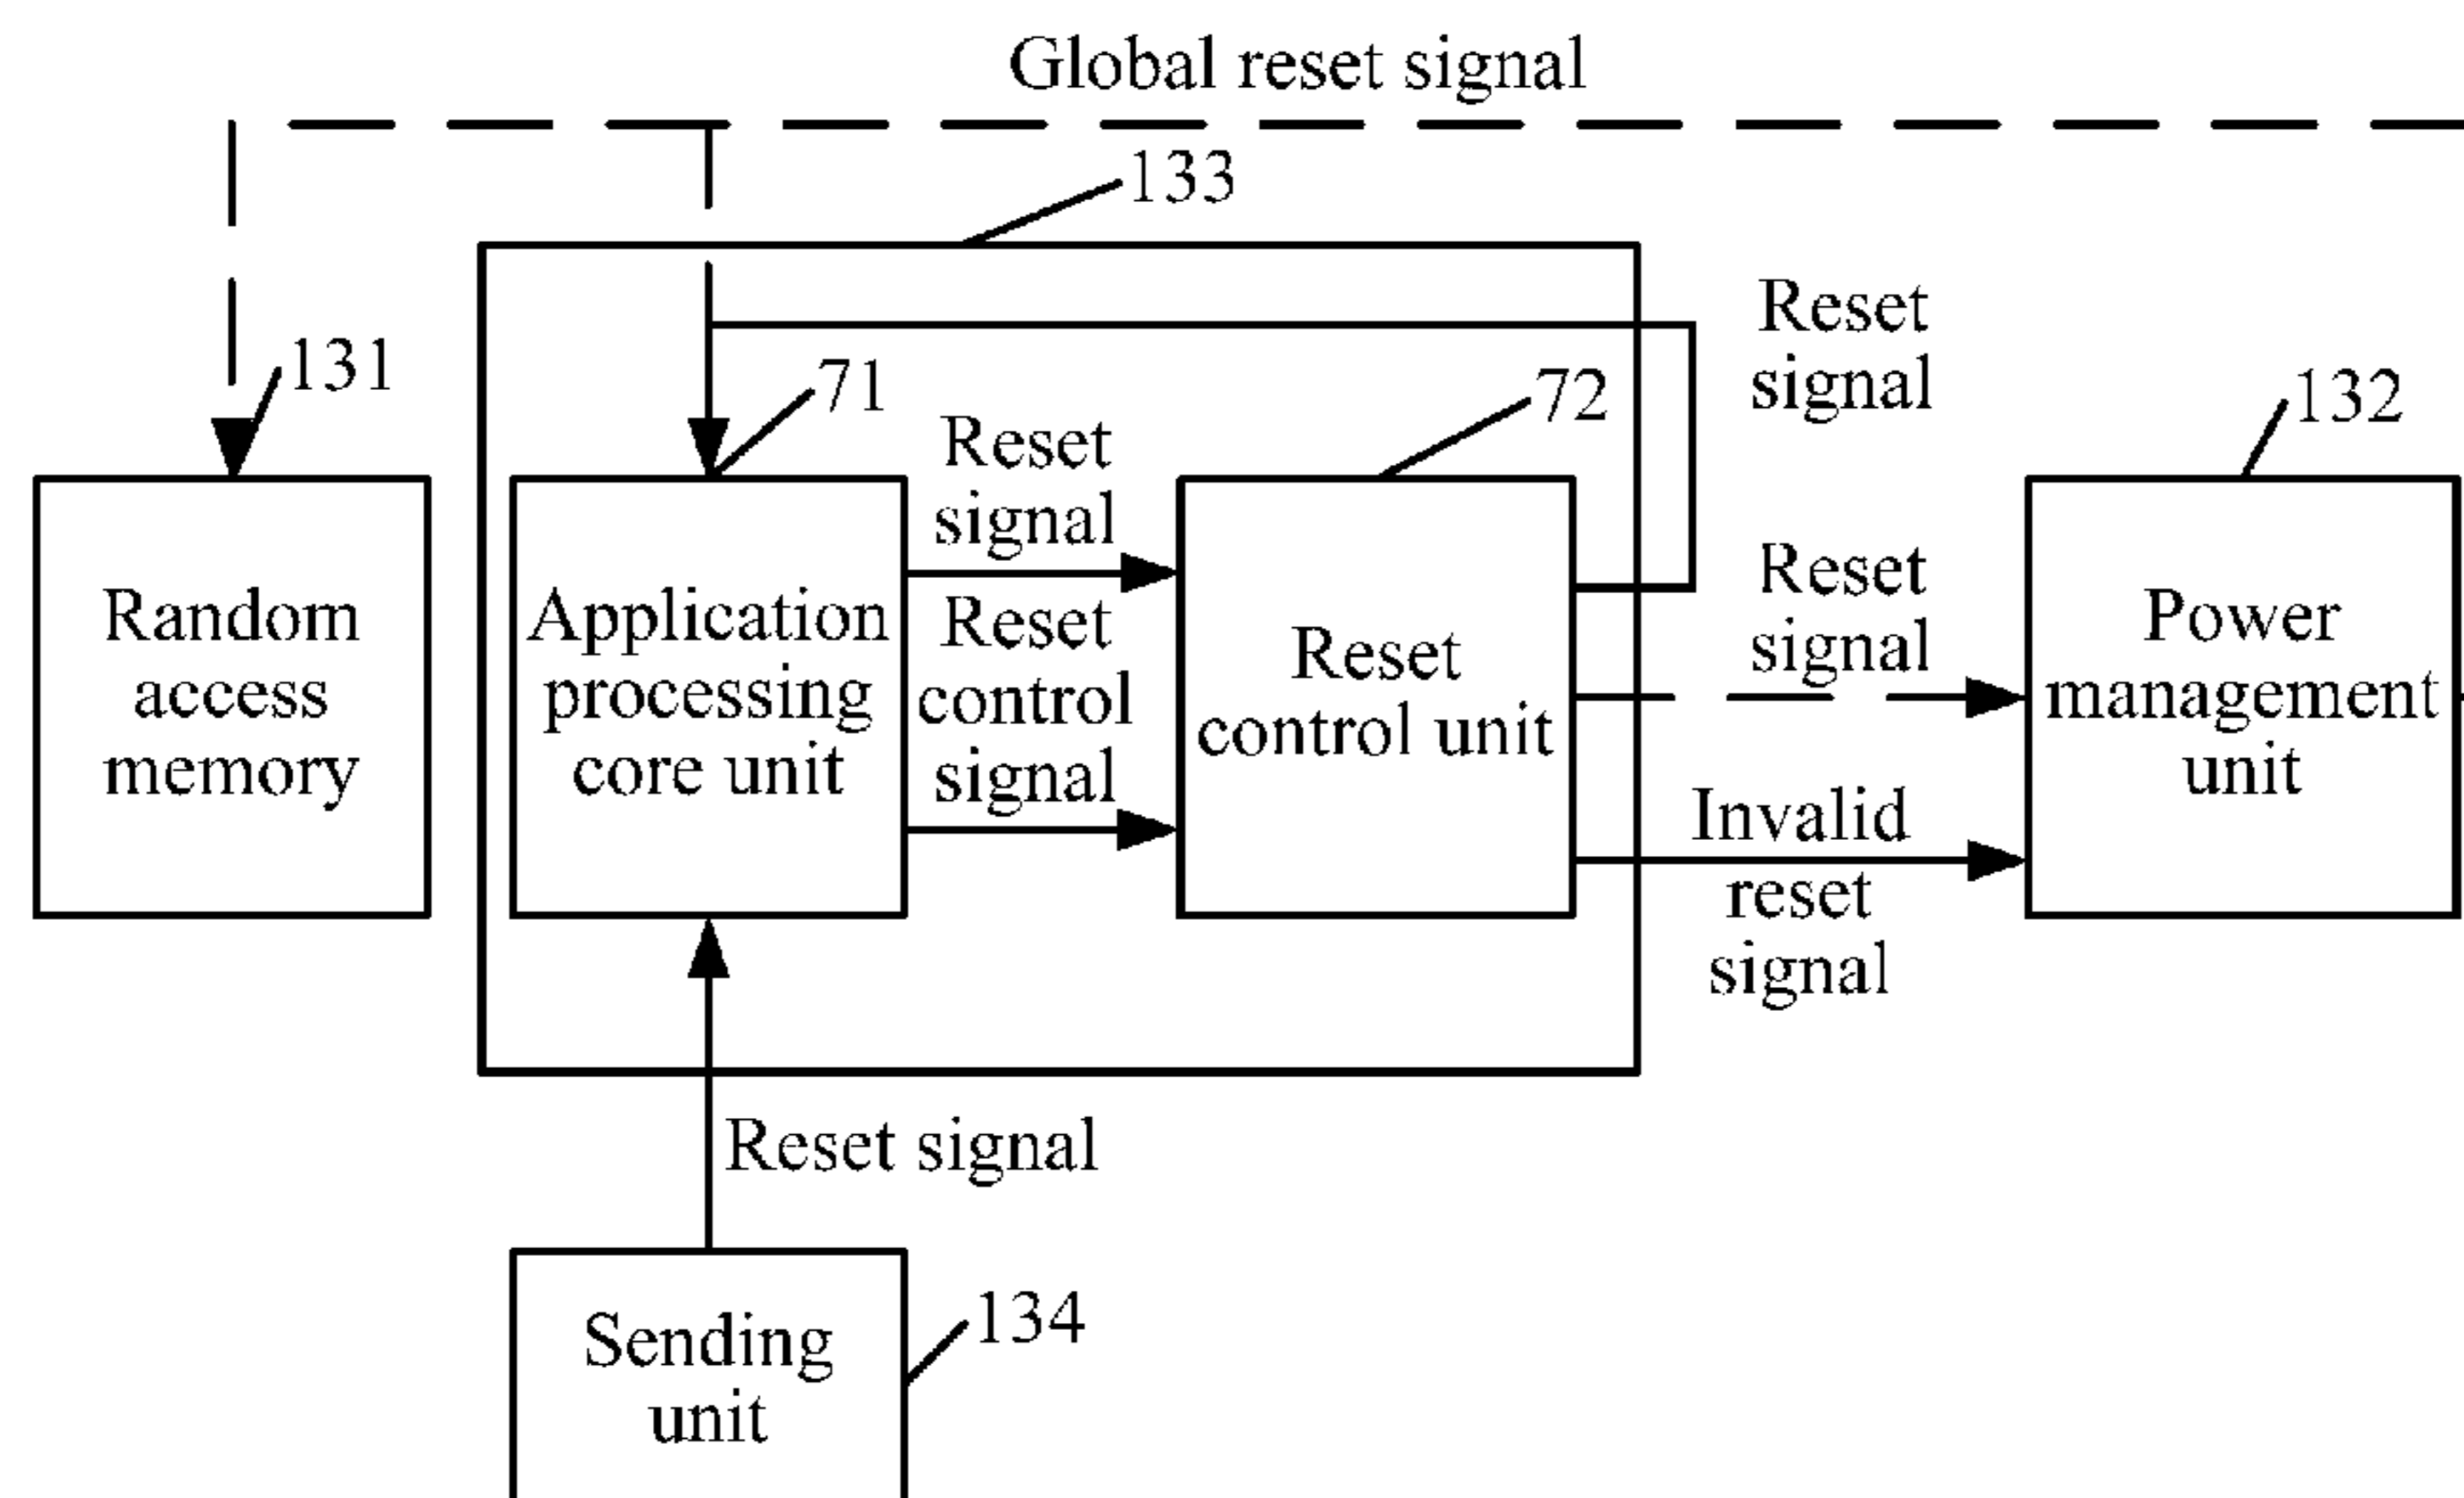 Global reset signal
133
Reset
signal
131
71
72
132
Reset
signal
Random
access
memory
Application
processing
core unit
Reset
control
signal
Reset
control unit
Reset
signal
Invalid
reset
signal
Power
management
unit
Reset signal
Sending
unit
134